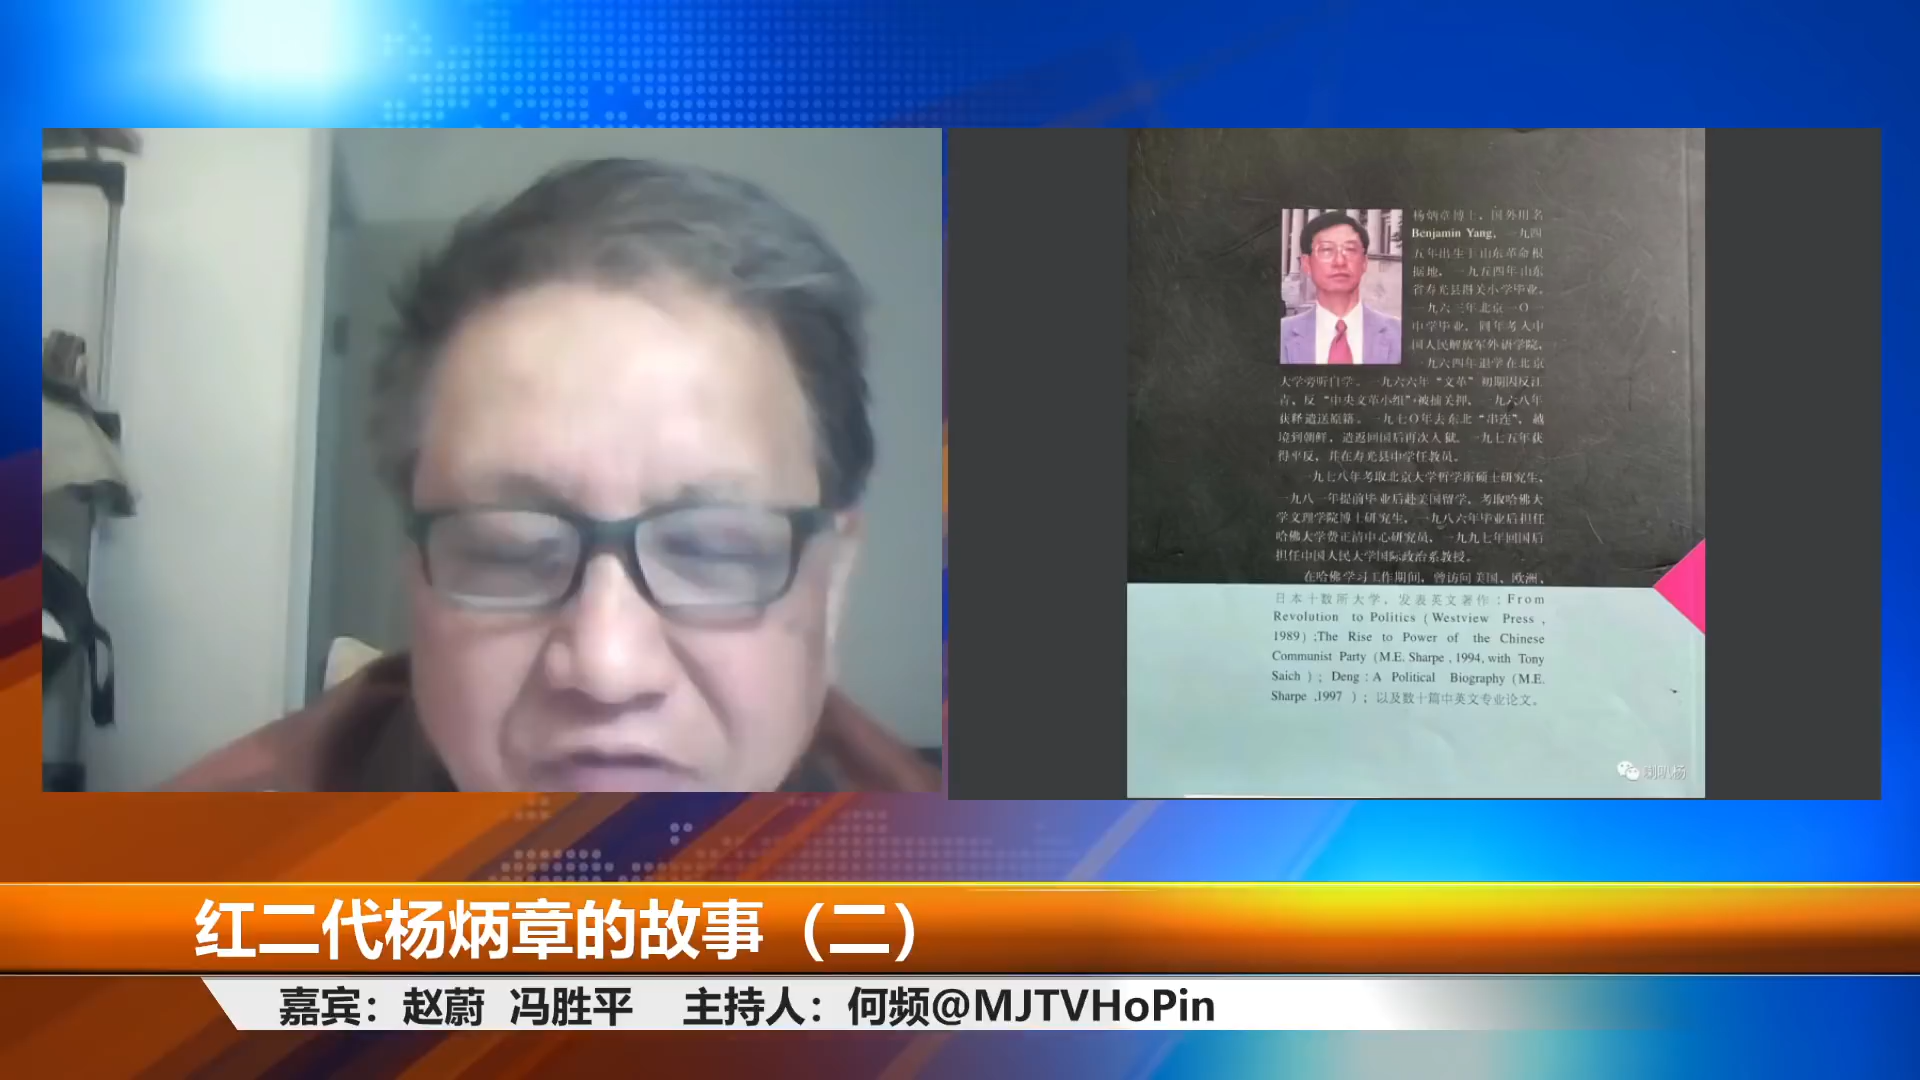 杨炳章博士，国外用名
Benjamin Yang，一九四
五年出生于山东革命根
据地，一九五四年山东
省寿光县牟关小学毕业。
一九六三年北京一〇一
中学毕业，同年考入中
国人民解放军外语学院，
一九六四年退学在北京
大学旁听自学。一九六六年“文革”初期因反江
青、反“中央文革小组”被捕关押，一九六八年
获释遣送原籍。一九七〇年去东北“串连”，越
境到朝鲜，遣返回国后再次入狱。一九七五年获
得平反，并在寿光县中学任教员。
一九七八年考取北京大学哲学所硕士研究生，
一九八一年提前毕业后赴美国留学，考取哈佛大
学文理学院博士研究生，一九八六年毕业后担任
哈佛大学费正清中心研究员，一九九七年回国后
担任中国人民大学国际政治系教授。
在哈佛学习工作期间，曾访问美国、欧洲、
日本十数所大学，发表英文著作：From
Revolution to Politics (Westview Press,
1989) ;The Rise to Power of the Chinese
Communist Party (M.E. Sharpe, 1994, with Tony
Saich) ; Deng : A Political Biography (M.E.
Sharpe ,1997 ) ; 以及数十篇中英文专业论文。
喇叭杨
红二代杨炳章的故事（二）
嘉宾：赵蔚 冯胜平 主持人：何频@MJTVHoPin